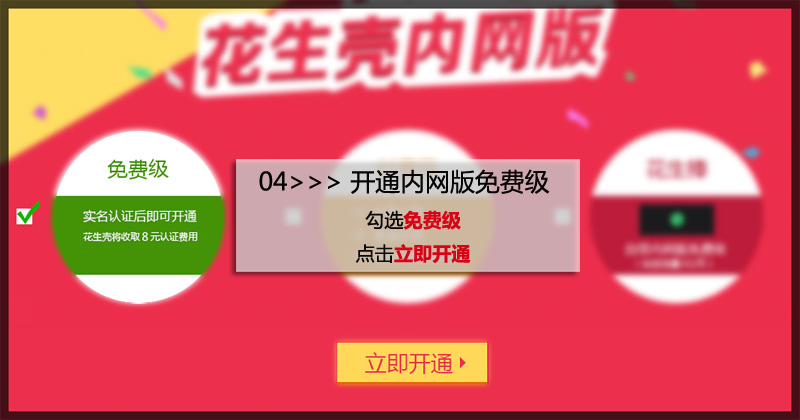 花生壳内网版
免费级
实名认证后即可开通
花生壳将收取8元认证费用
04>>> 开通内网版免费级
勾选免费级
点击立即开通
花生棒
立即开通